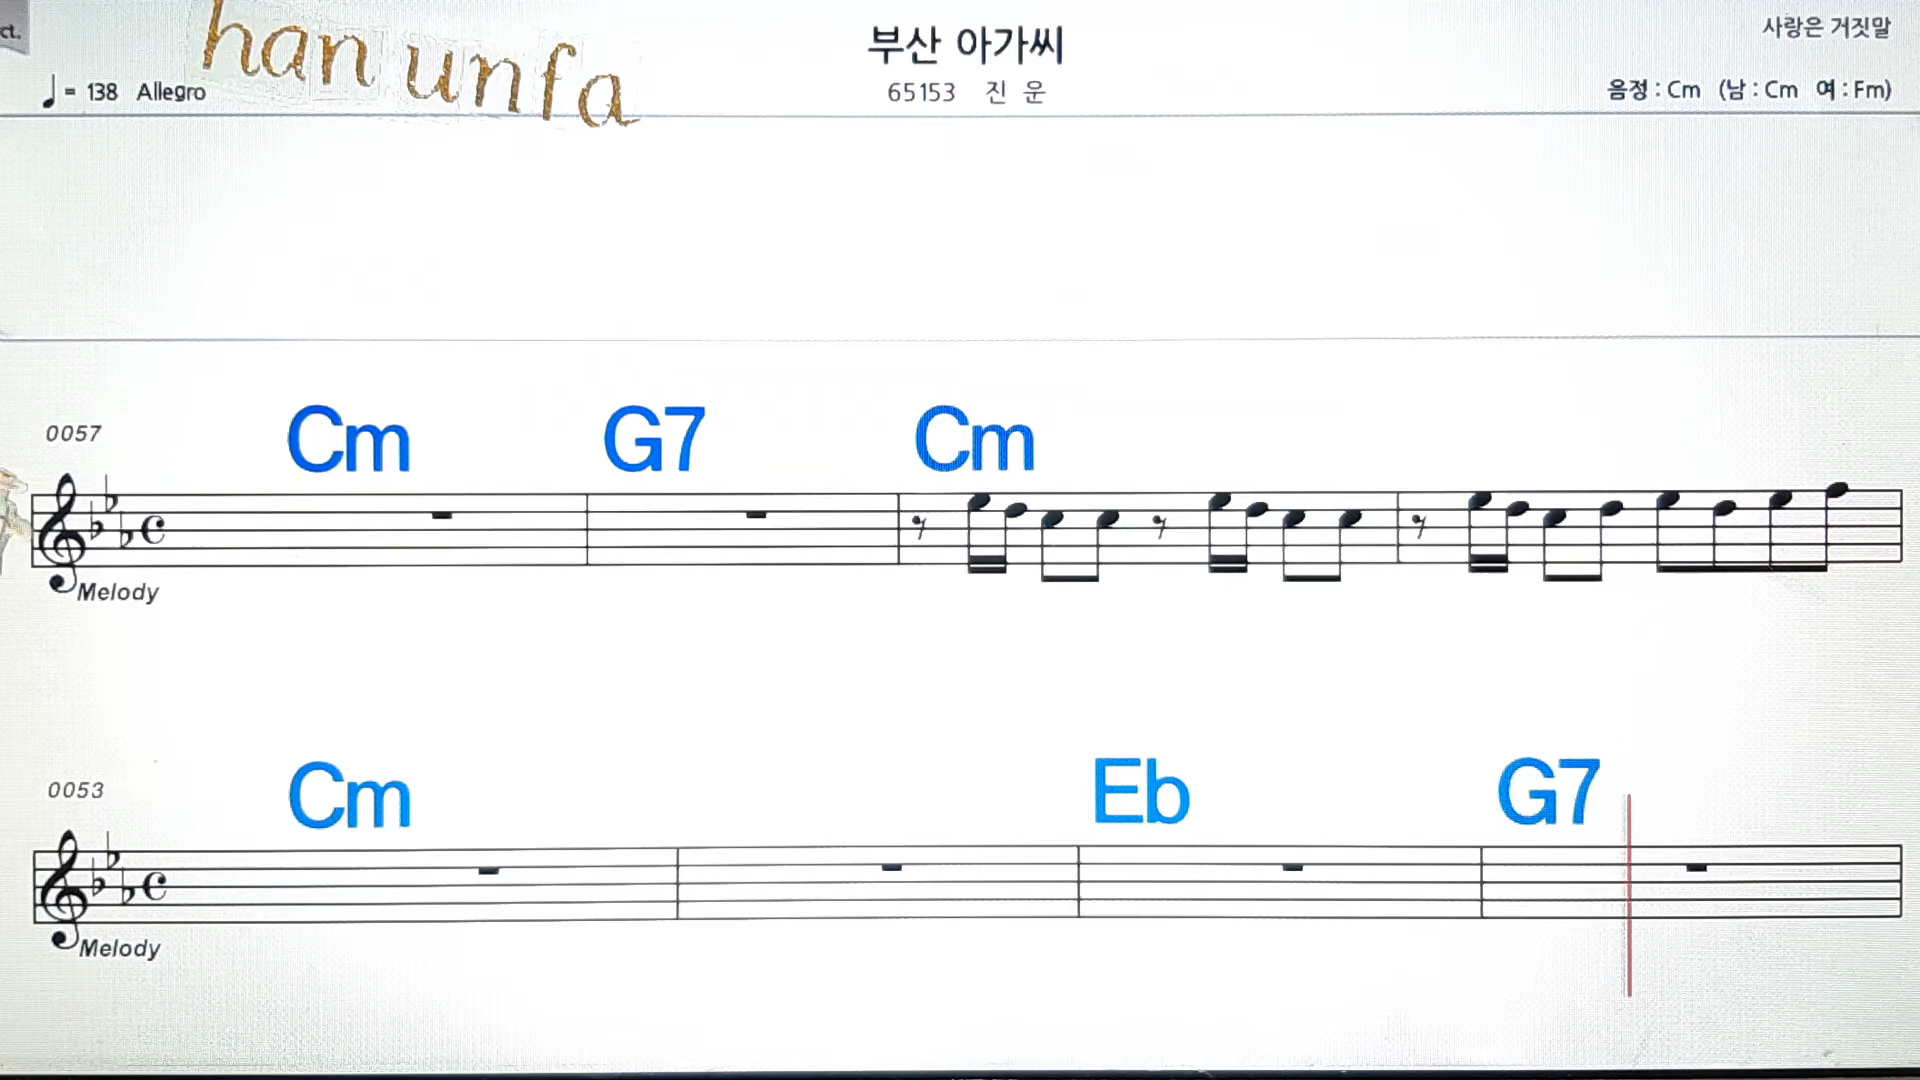 ct.
han unfa
부산 아가씨
사랑은 거짓말
♩= 138 Allegro
65153 진 운
음정 : Cm (남 : Cm 여 : Fm)
0057 Cm G7 Cm
Melody
0053 Cm Eb G7
Melody